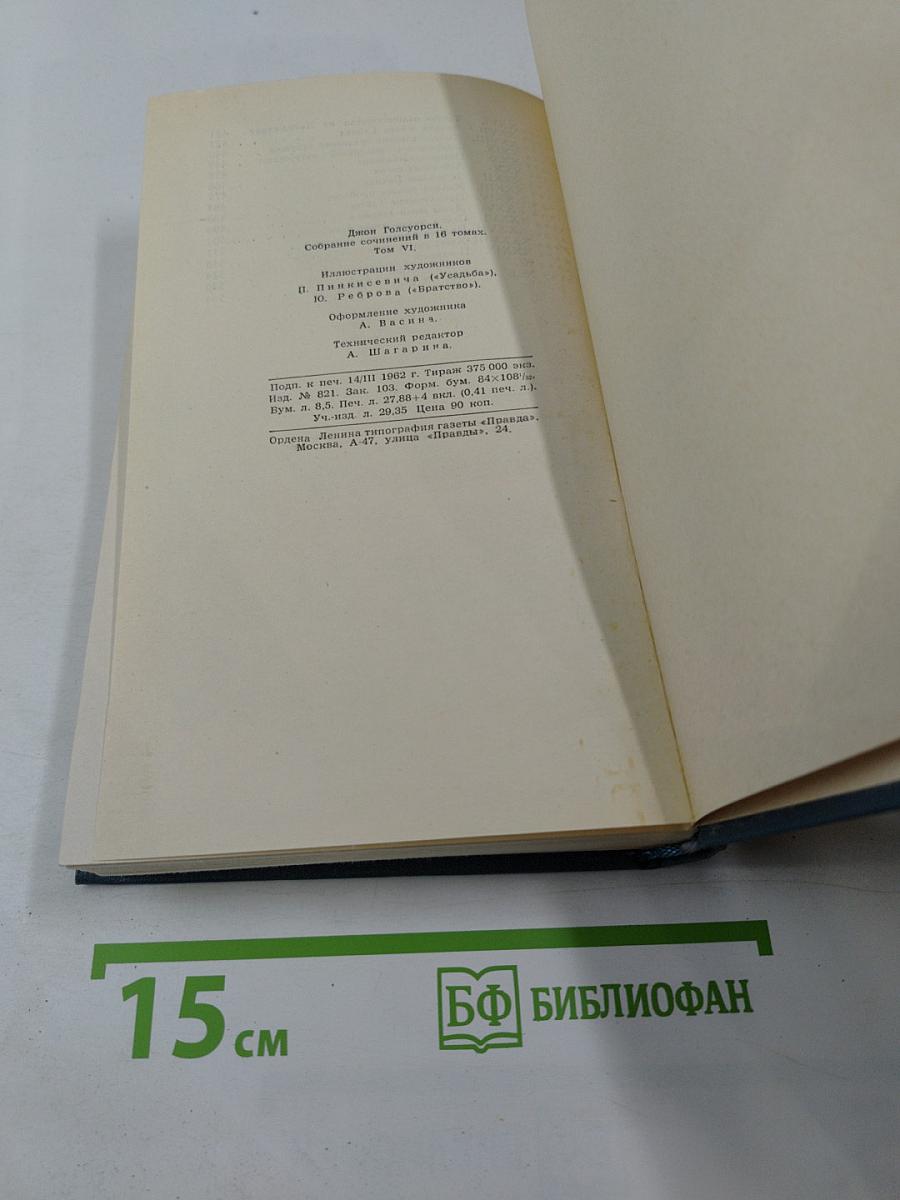 Джон Голсуорси.
Собрание сочинений в 16 томах.
Том VI.
Иллюстрации художников
П. Пинкисевича («Усадьба»),
Ю. Реброва («Братство»).
Оформление художника
А. Васина.
Технический редактор
А. Шагарина.
Подп. к печ. 14/III 1962 г. Тираж 375 000 экз.
Изд. № 821. Зак. 103. Форм. бум. 84×108¹/₃₂.
Бум. л. 8,5. Печ. л. 27,88+4 вкл. (0,41 печ. л.).
Уч.-изд. л. 29,35 Цена 90 коп.
Ордена Ленина типография газеты «Правда».
Москва, А-47, улица «Правды», 24.
15 см
БФ БИБЛИОФАН